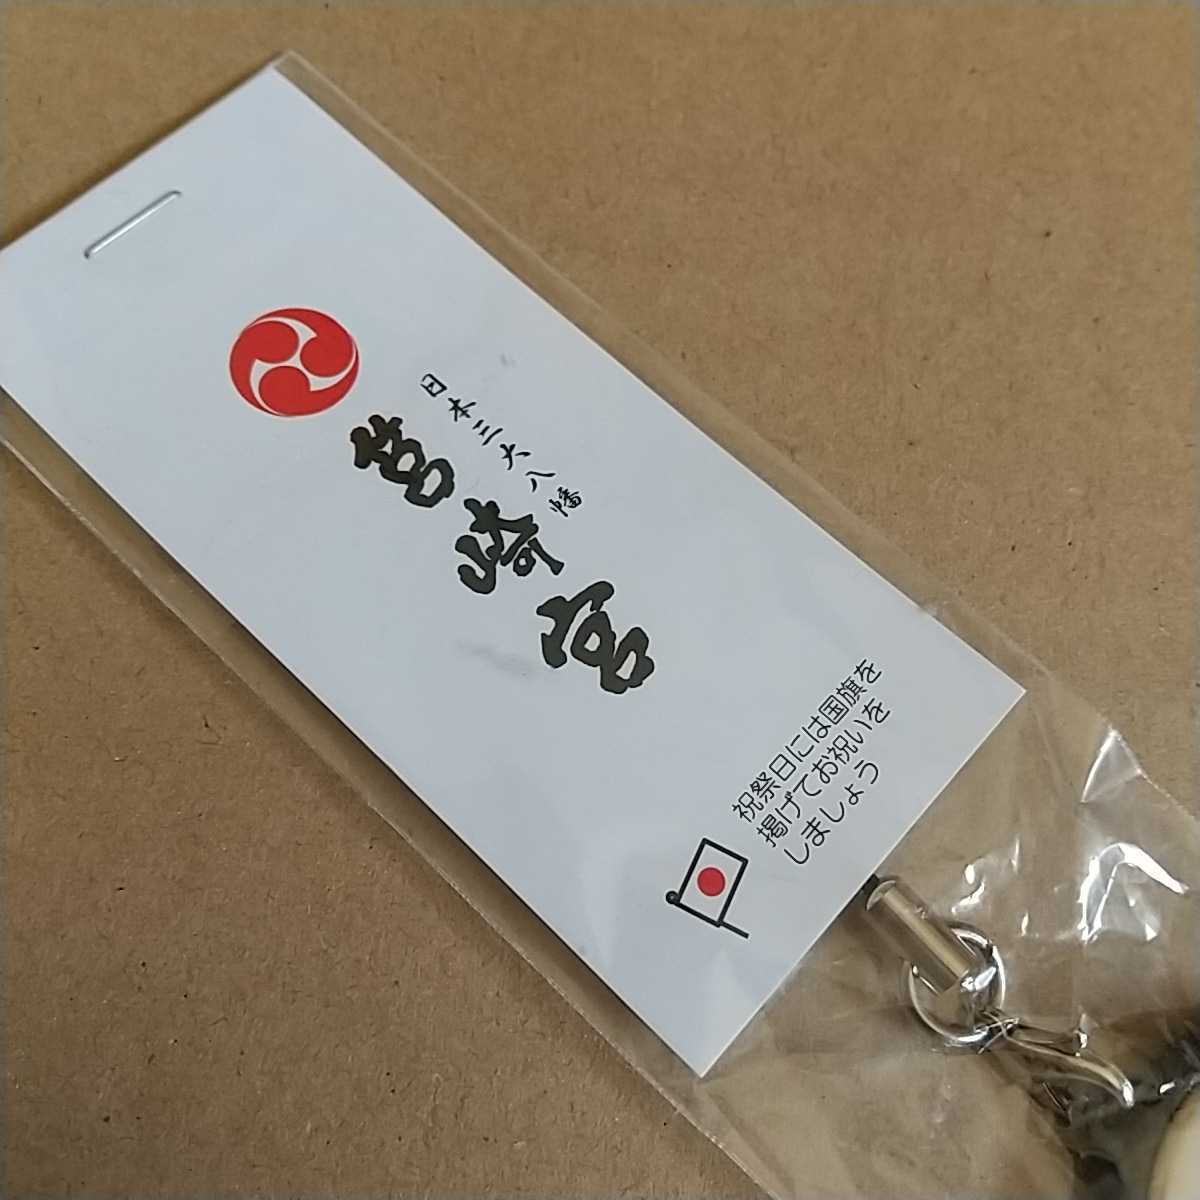 日本三大八幡
筥崎宮
祝祭日には国旗を
掲げてお祝いを
しましょう